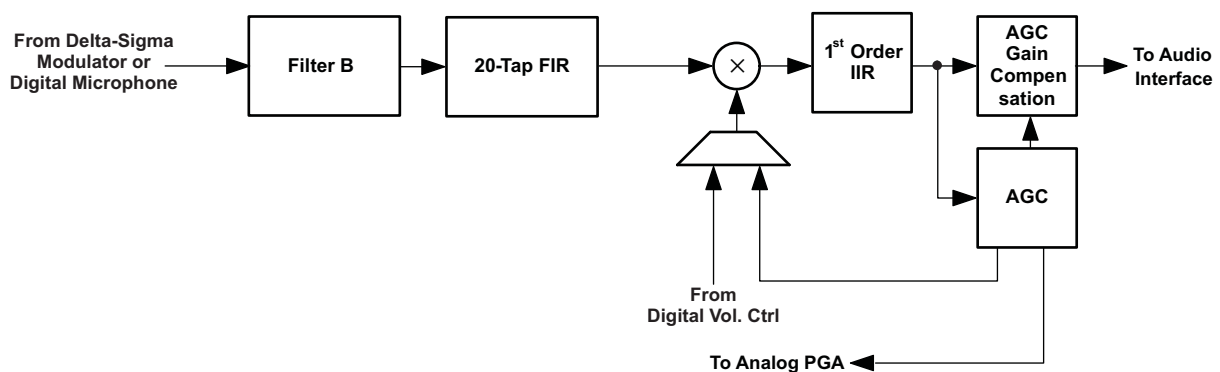 From Delta-Sigma
Modulator or
Digital Microphone
Filter B
20-Tap FIR
×
1st Order
IIR
AGC
Gain
Compen
sation
To Audio
Interface
AGC
From
Digital Vol. Ctrl
To Analog PGA